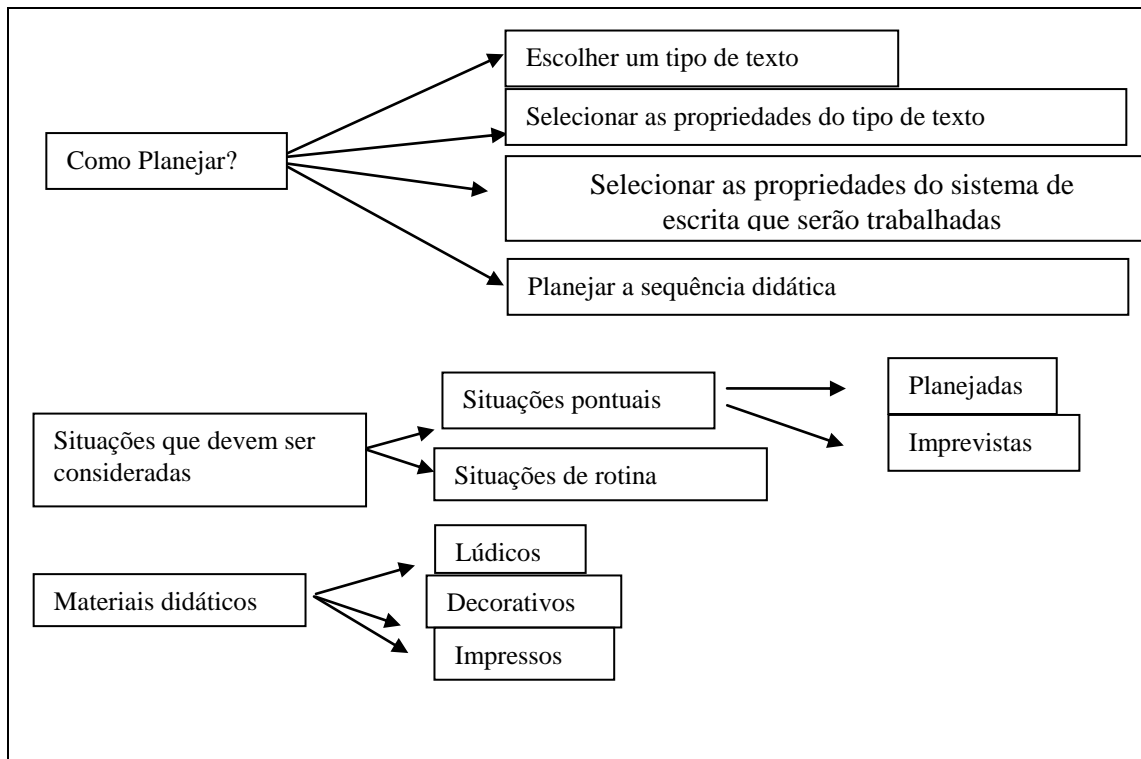 Como Planejar?
Escolher um tipo de texto
Selecionar as propriedades do tipo de texto
Selecionar as propriedades do sistema de
escrita que serão trabalhadas
Planejar a sequência didática
Situações que devem ser
consideradas
Situações pontuais
Planejadas
Imprevistas
Situações de rotina
Materiais didáticos
Lúdicos
Decorativos
Impressos